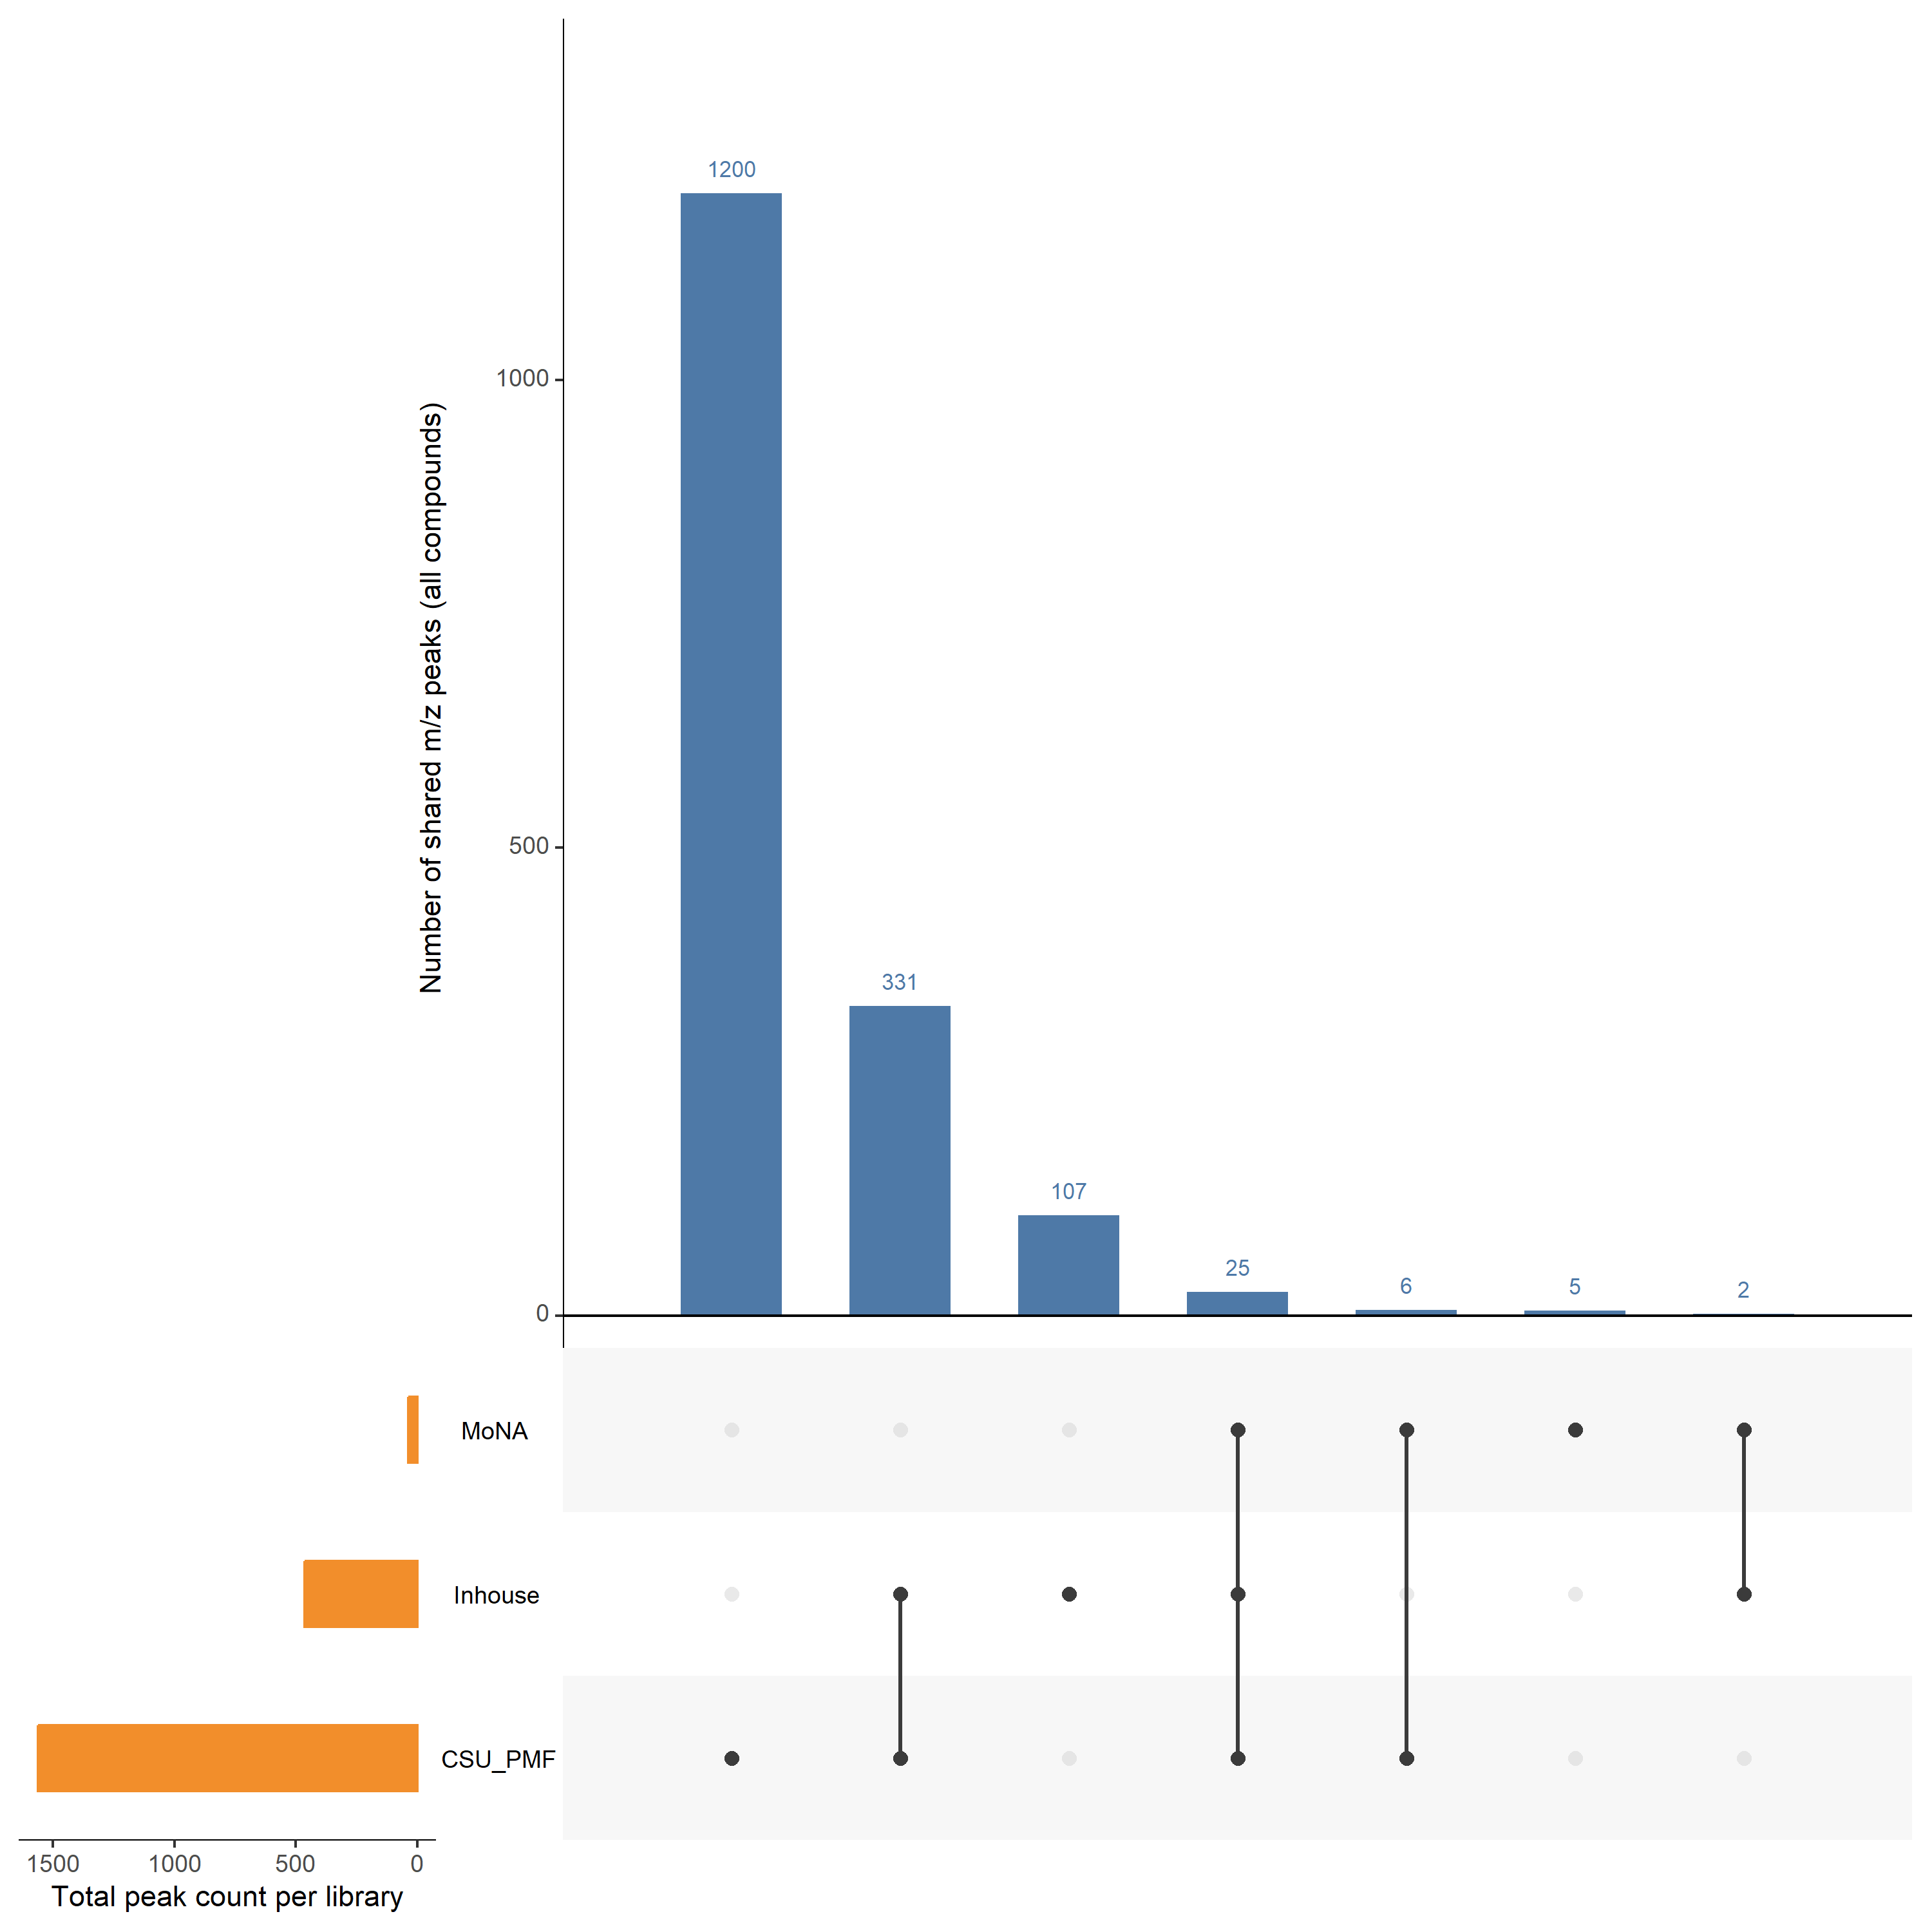 1200
1000
Number of shared m/z peaks (all compounds)
500
331
107
25
6
5
2
0
MoNA
Inhouse
CSU_PMF
1500 1000 500 0
Total peak count per library